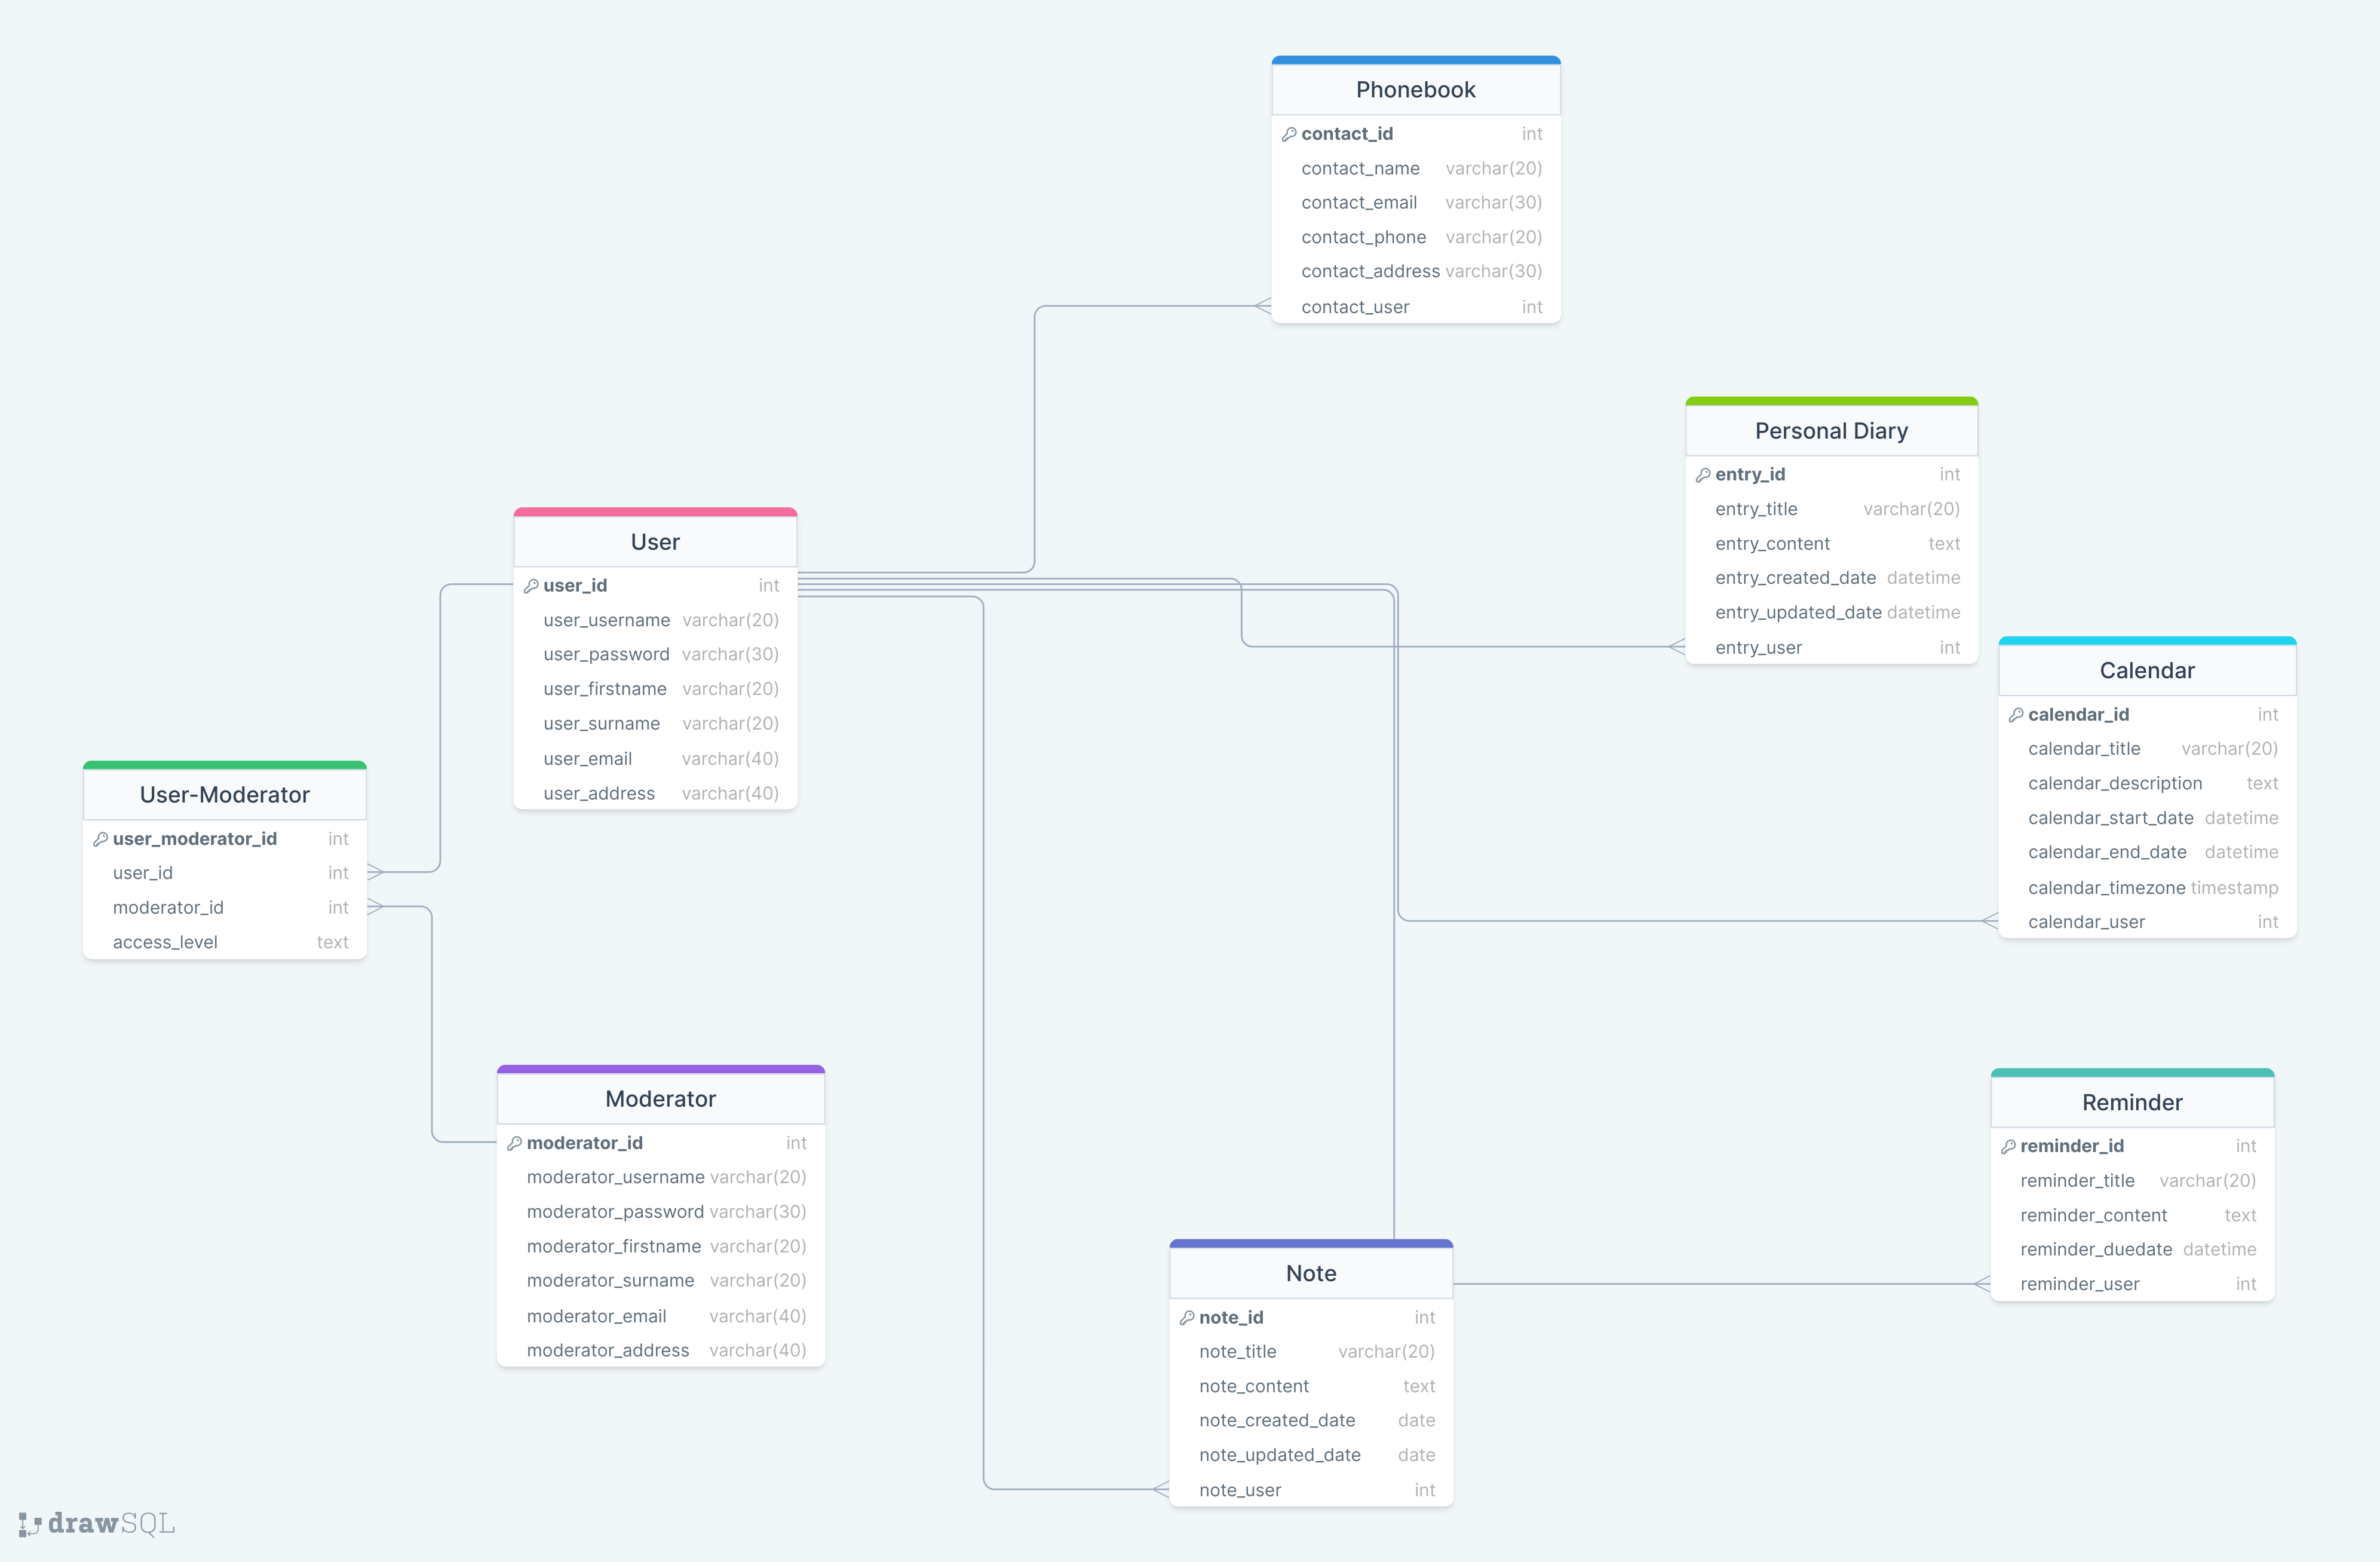 Phonebook
contact_id int
contact_name varchar(20)
contact_email varchar(30)
contact_phone varchar(20)
contact_address varchar(30)
contact_user int
Personal Diary
entry_id int
entry_title varchar(20)
entry_content text
entry_created_date datetime
entry_updated_date datetime
entry_user int
User
user_id int
user_username varchar(20)
user_password varchar(30)
user_firstname varchar(20)
user_surname varchar(20)
user_email varchar(40)
user_address varchar(40)
Calendar
calendar_id int
calendar_title varchar(20)
calendar_description text
calendar_start_date datetime
calendar_end_date datetime
calendar_timezone timestamp
calendar_user int
User-Moderator
user_moderator_id int
user_id int
moderator_id int
access_level text
Moderator
moderator_id int
moderator_username varchar(20)
moderator_password varchar(30)
moderator_firstname varchar(20)
moderator_surname varchar(20)
moderator_email varchar(40)
moderator_address varchar(40)
Reminder
reminder_id int
reminder_title varchar(20)
reminder_content text
reminder_duedate datetime
reminder_user int
Note
note_id int
note_title varchar(20)
note_content text
note_created_date date
note_updated_date date
note_user int
drawSQL